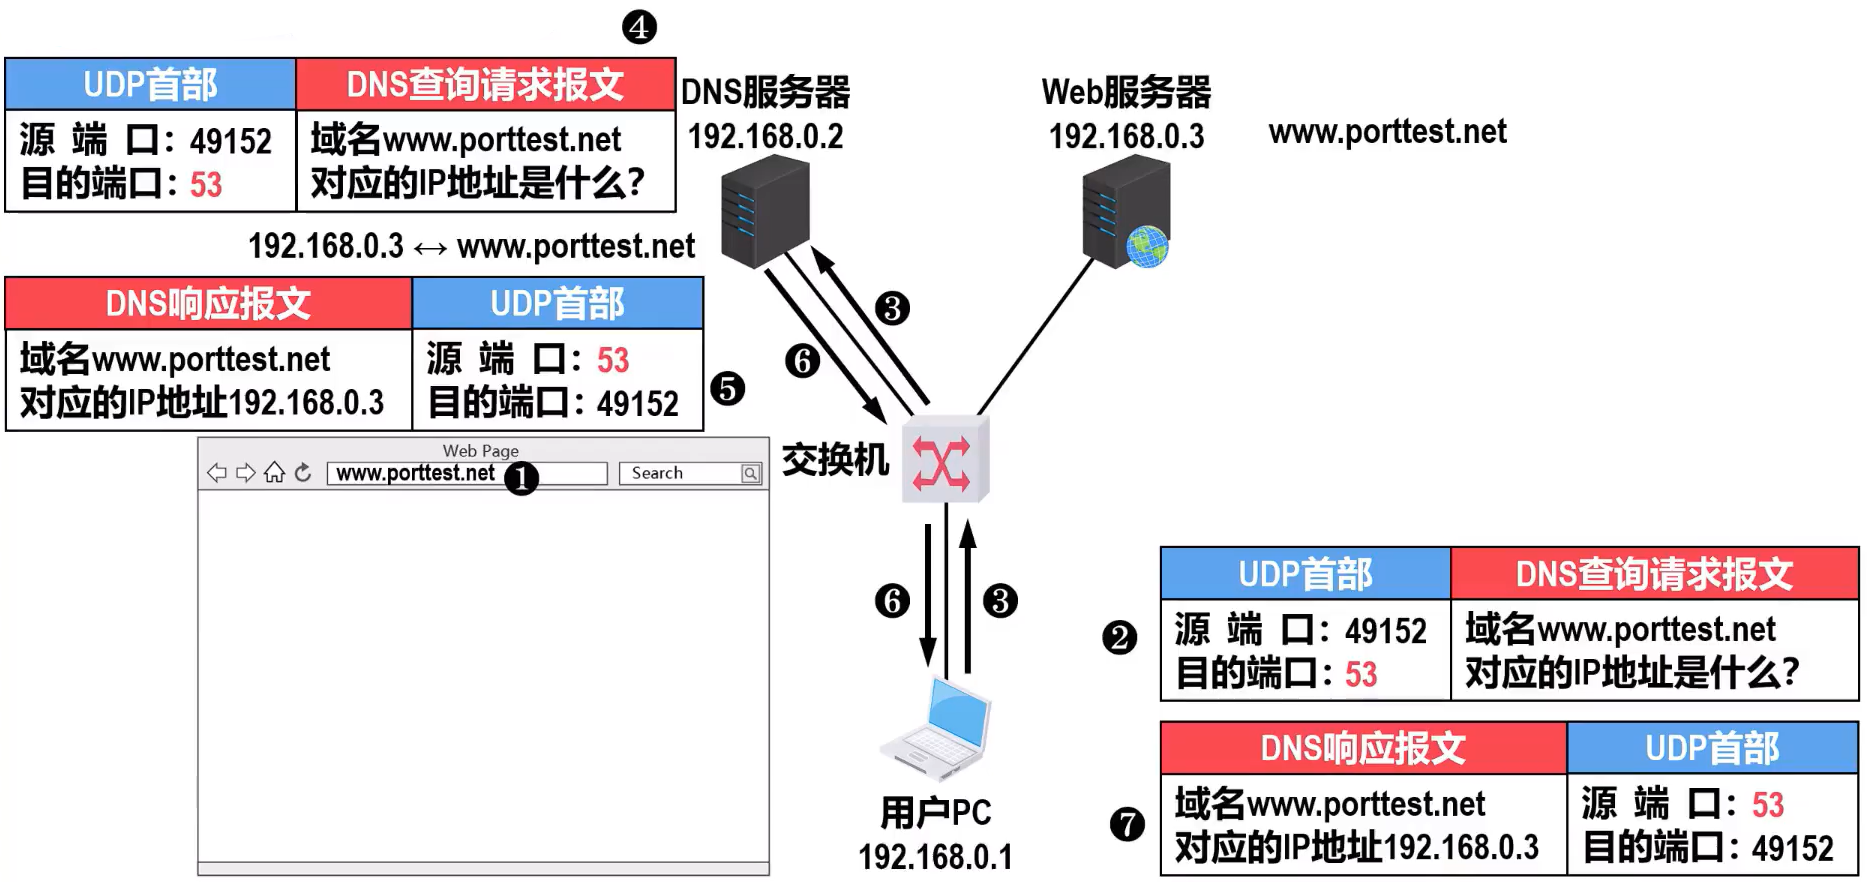 ❹
UDP首部 DNS查询请求报文
源端口：49152 域名www.porttest.net
目的端口：53 对应的IP地址是什么？
DNS服务器
192.168.0.2
Web服务器
192.168.0.3
www.porttest.net
192.168.0.3 ↔ www.porttest.net
DNS响应报文 UDP首部
域名www.porttest.net 源端口：53
对应的IP地址192.168.0.3 目的端口：49152
❺
❸
❻
Web Page
www.porttest.net ❶ Search
交换机
❻
❸
❷
UDP首部 DNS查询请求报文
源端口：49152 域名www.porttest.net
目的端口：53 对应的IP地址是什么？
用户PC
192.168.0.1
❼
DNS响应报文 UDP首部
域名www.porttest.net 源端口：53
对应的IP地址192.168.0.3 目的端口：49152